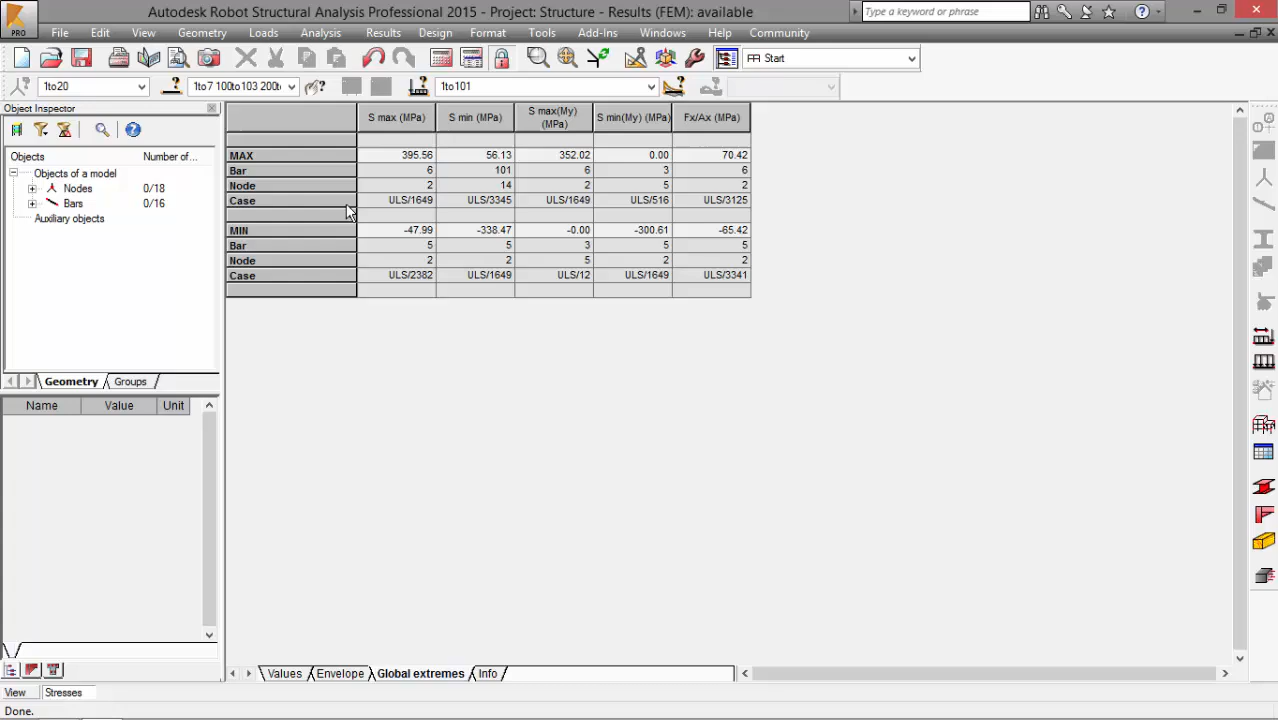 Autodesk Robot Structural Analysis Professional 2015 - Project: Structure - Results (FEM): available
Type a keyword or phrase
PRO
File Edit View Geometry Loads Analysis Results Design Format Tools Add-Ins Windows Help Community
Start
1to20
1to7 100to103 200t
1to101
Object Inspector
Objects Number of...
Objects of a model
Nodes 0/18
Bars 0/16
Auxiliary objects
Geometry Groups
Name Value Unit
S max (MPa) S min (MPa) S max(My) (MPa) S min(My) (MPa) Fx/Ax (MPa)
MAX 395.56 56.13 352.02 0.00 70.42
Bar 6 101 6 3 6
Node 2 14 2 5 2
Case ULS/1649 ULS/3345 ULS/1649 ULS/516 ULS/3125
MIN -47.99 -338.47 -0.00 -300.61 -65.42
Bar 5 5 3 5 5
Node 2 2 5 2 2
Case ULS/2382 ULS/1649 ULS/12 ULS/1649 ULS/3341
Values Envelope Global extremes Info
View Stresses
Done.